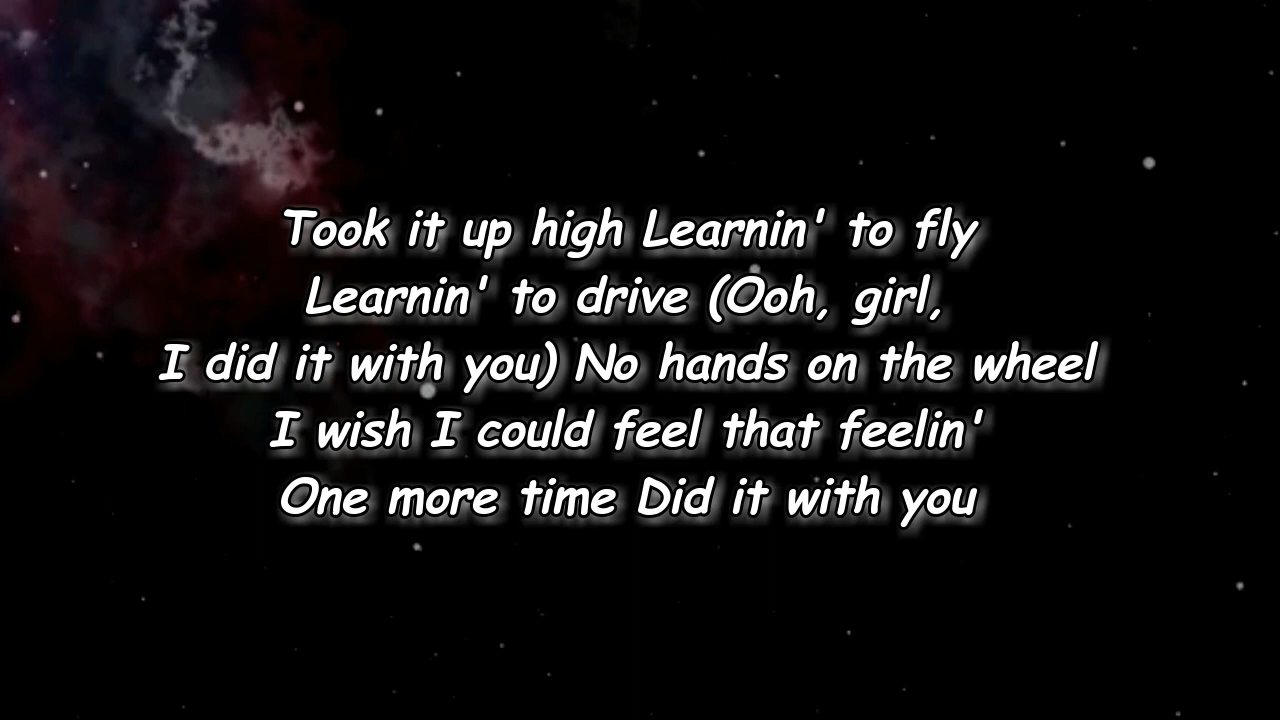 Took it up high Learnin' to fly
Learnin' to drive (Ooh, girl,
I did it with you) No hands on the wheel
I wish I could feel that feelin'
One more time Did it with you